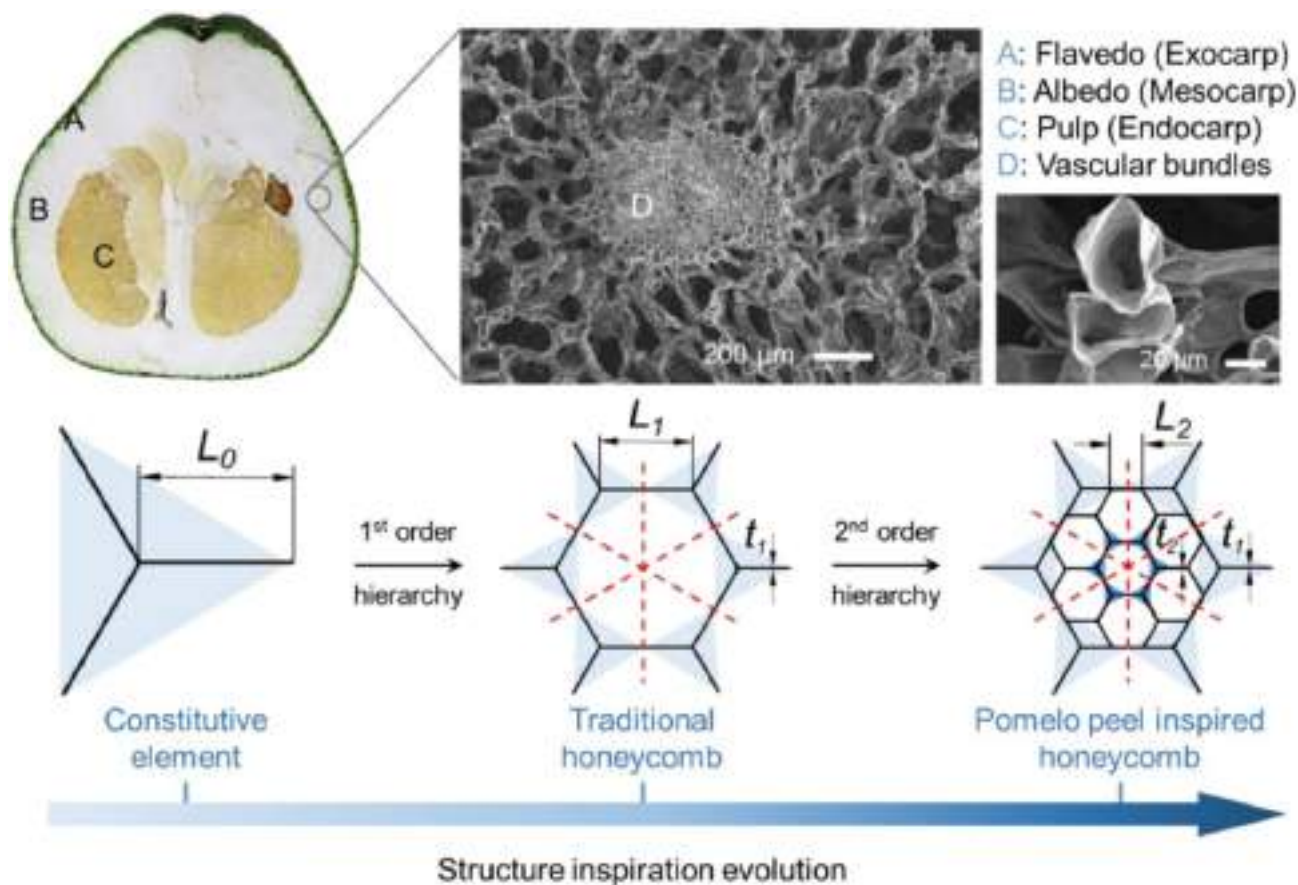 A
B
C
D
200 μm
A: Flavedo (Exocarp)
B: Albedo (Mesocarp)
C: Pulp (Endocarp)
D: Vascular bundles
20 μm
L0
1st order
hierarchy
L1
t1
2nd order
hierarchy
L2
t2
t1
Constitutive
element
Traditional
honeycomb
Pomelo peel inspired
honeycomb
Structure inspiration evolution